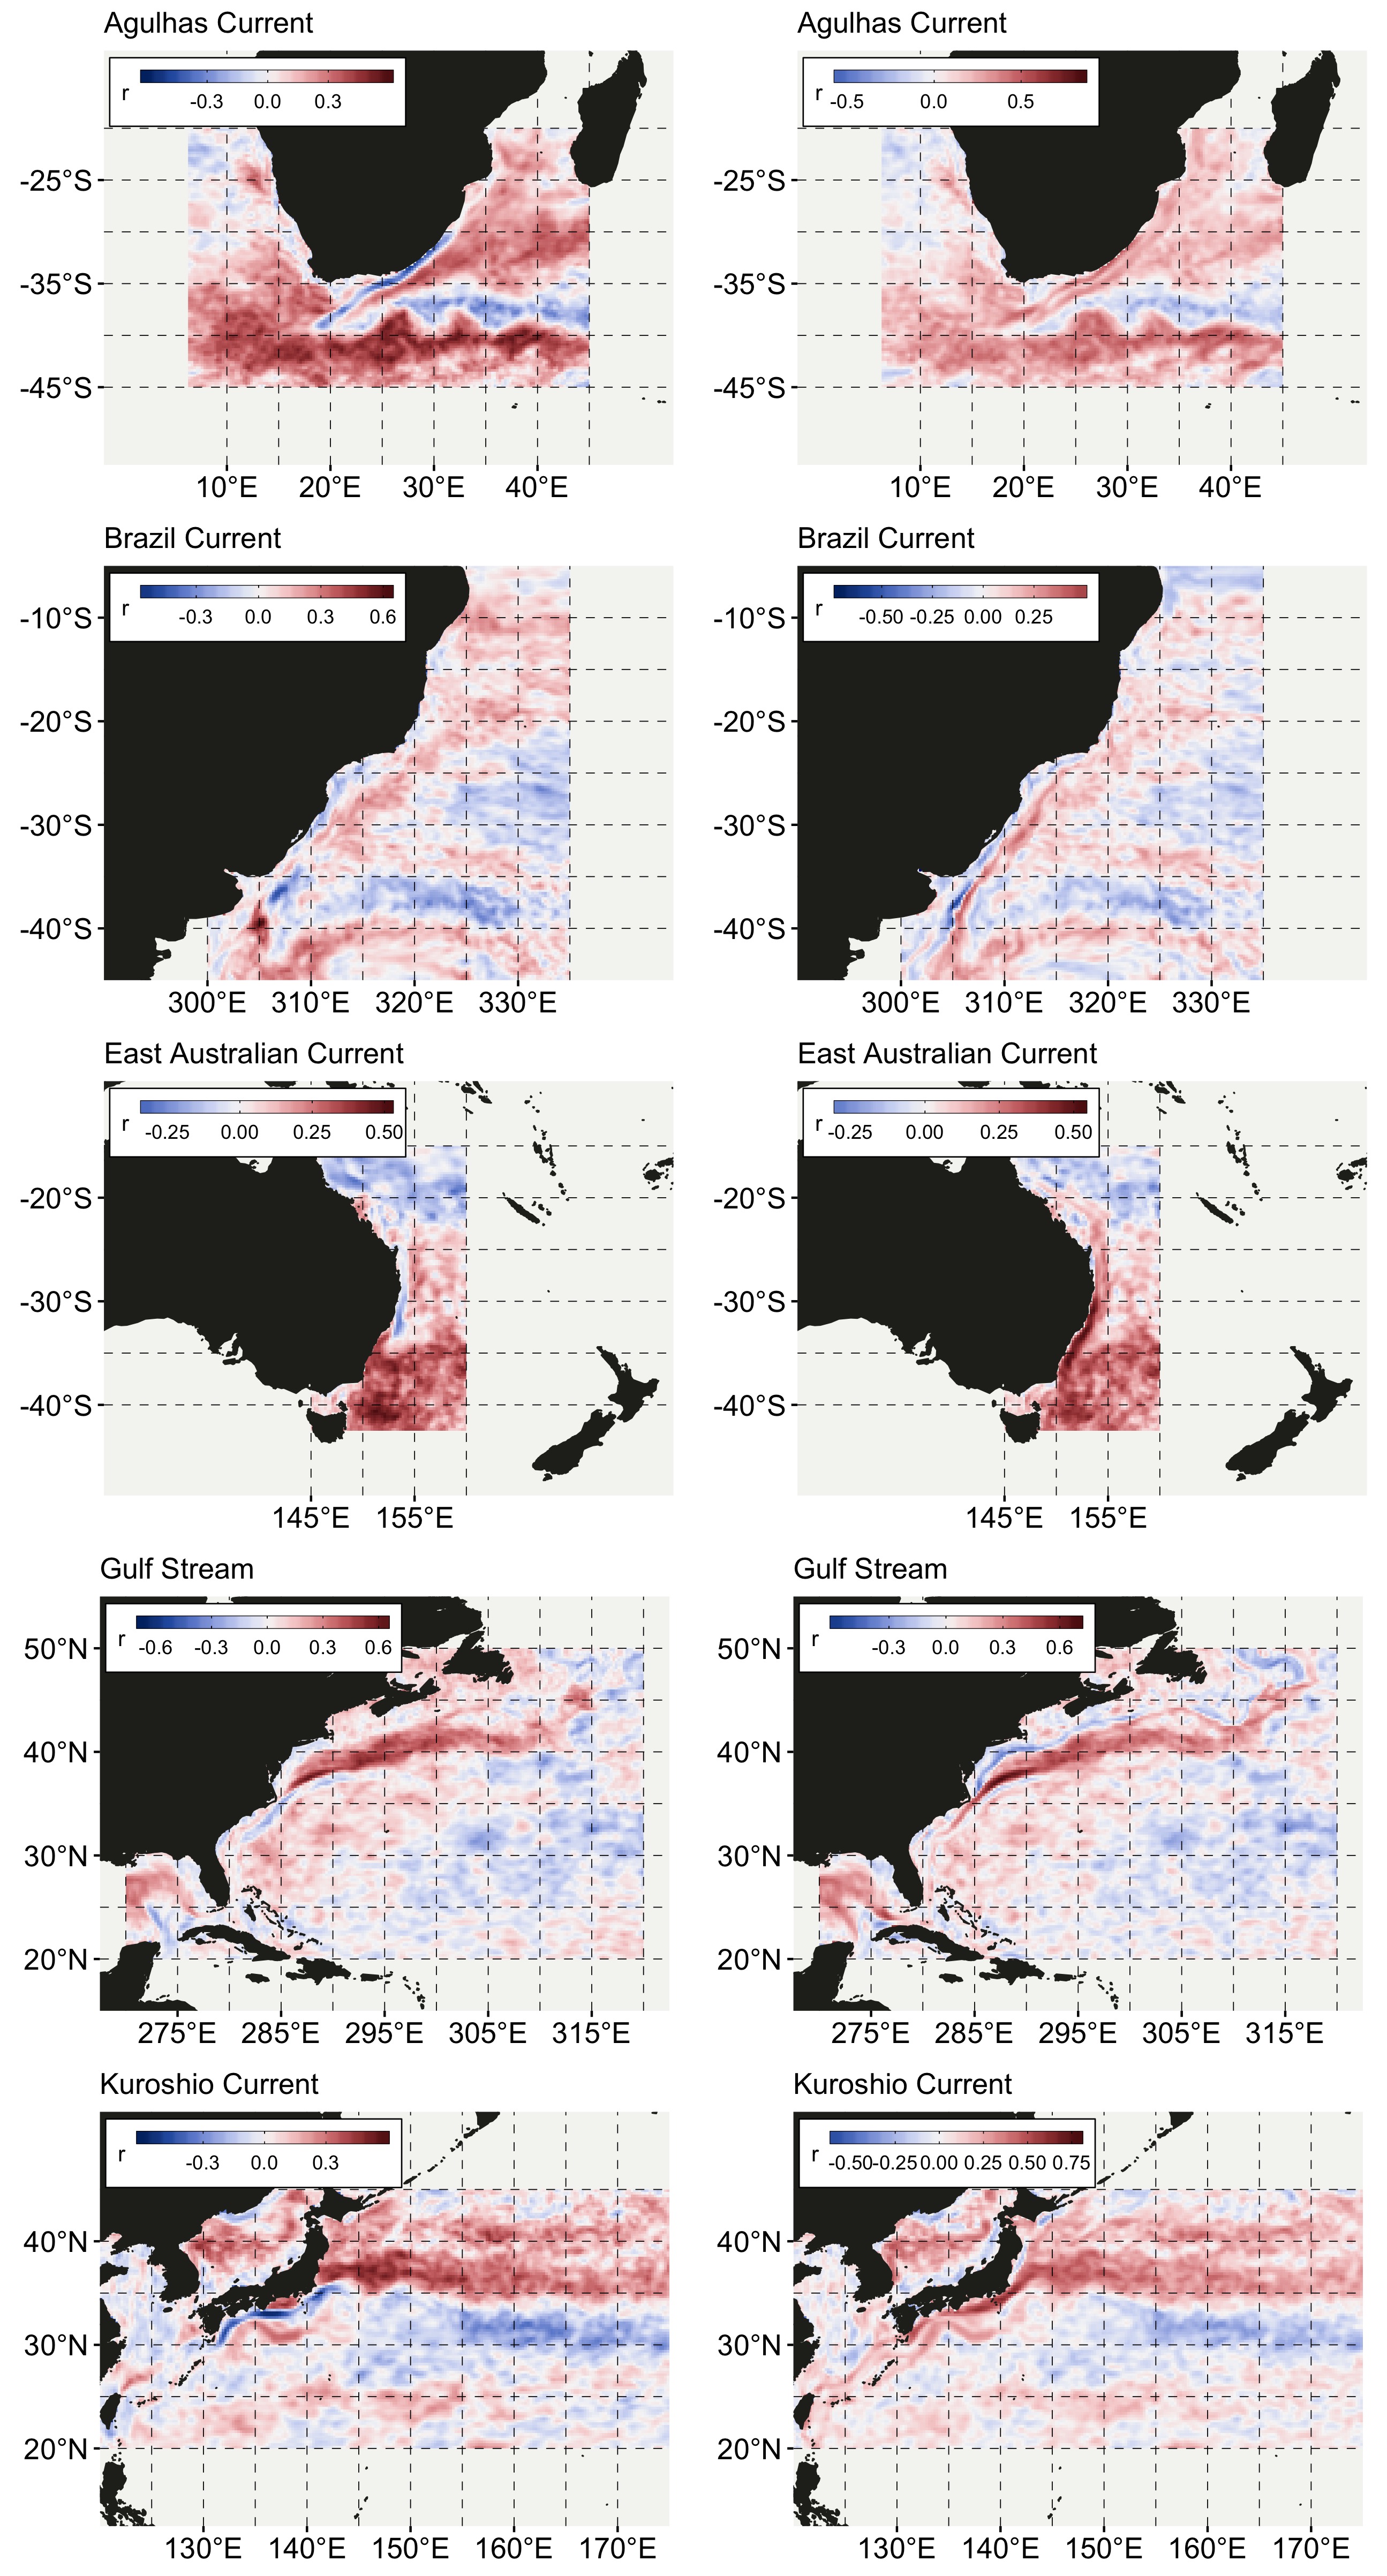 Agulhas Current Agulhas Current
r -0.3 0.0 0.3 r -0.5 0.0 0.5
-25°S -25°S
-35°S -35°S
-45°S -45°S
10°E 20°E 30°E 40°E 10°E 20°E 30°E 40°E
Brazil Current Brazil Current
r -0.3 0.0 0.3 0.6 r -0.50 -0.25 0.00 0.25
-10°S -10°S
-20°S -20°S
-30°S -30°S
-40°S -40°S
300°E 310°E 320°E 330°E 300°E 310°E 320°E 330°E
East Australian Current East Australian Current
r -0.25 0.00 0.25 0.50 r -0.25 0.00 0.25 0.50
-20°S -20°S
-30°S -30°S
-40°S -40°S
145°E 155°E 145°E 155°E
Gulf Stream Gulf Stream
r -0.6 -0.3 0.0 0.3 0.6 r -0.3 0.0 0.3 0.6
50°N 50°N
40°N 40°N
30°N 30°N
20°N 20°N
275°E 285°E 295°E 305°E 315°E 275°E 285°E 295°E 305°E 315°E
Kuroshio Current Kuroshio Current
r -0.3 0.0 0.3 r -0.50 -0.25 0.00 0.25 0.50 0.75
40°N 40°N
30°N 30°N
20°N 20°N
130°E 140°E 150°E 160°E 170°E 130°E 140°E 150°E 160°E 170°E